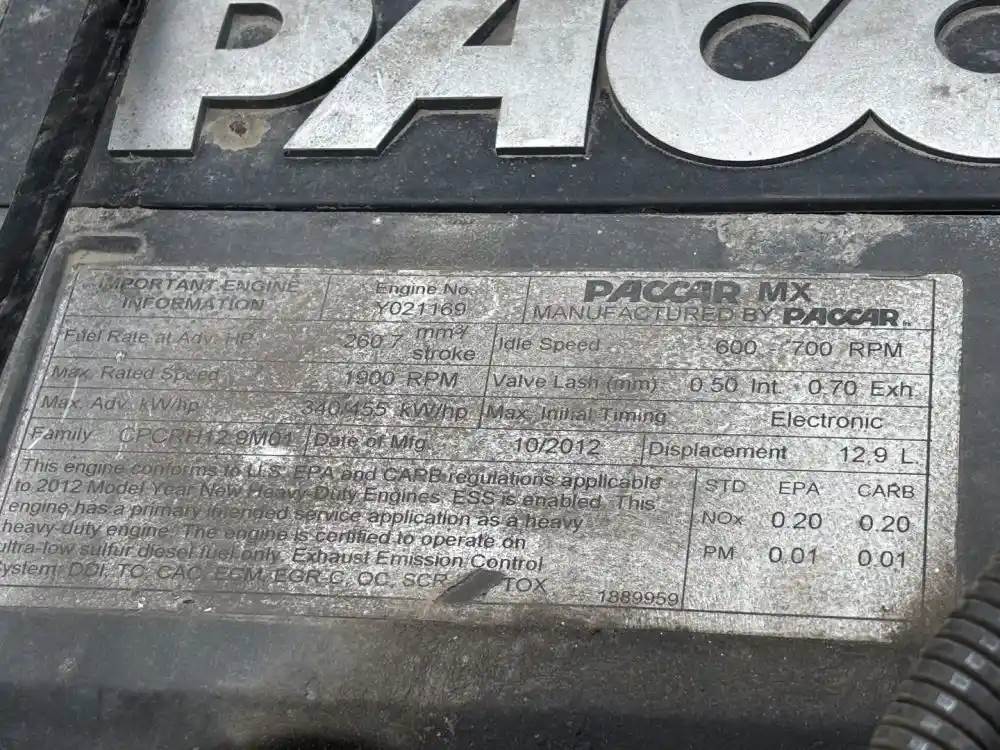 PACC
IMPORTANT ENGINE
INFORMATION
Engine No.
Y021169
PACCAR MX
MANUFACTURED BY PACCAR
Fuel Rate at Adv. HP 260.7 mm³/
stroke
Idle Speed 600 - 700 RPM
Max. Rated Speed 1900 RPM
Valve Lash (mm) 0.50 Int. 0.70 Exh
Max. Adv. kW/hp 340/455 kW/hp
Max. Initial Timing Electronic
Family CPCRH12.9M01
Date of Mfg. 10/2012
Displacement 12.9 L.
This engine conforms to U.S. EPA and CARB regulations applicable
to 2012 Model Year New Heavy-Duty Engines. ESS is enabled. This
engine has a primary intended service application as a heavy
heavy-duty engine. The engine is certified to operate on
ultra-low sulfur diesel fuel only. Exhaust Emission Control
System: DDI, TC, CAC, ECM, EGR-C, OC, SCR TOX
1889959
STD EPA CARB
NOx 0.20 0.20
PM 0.01 0.01